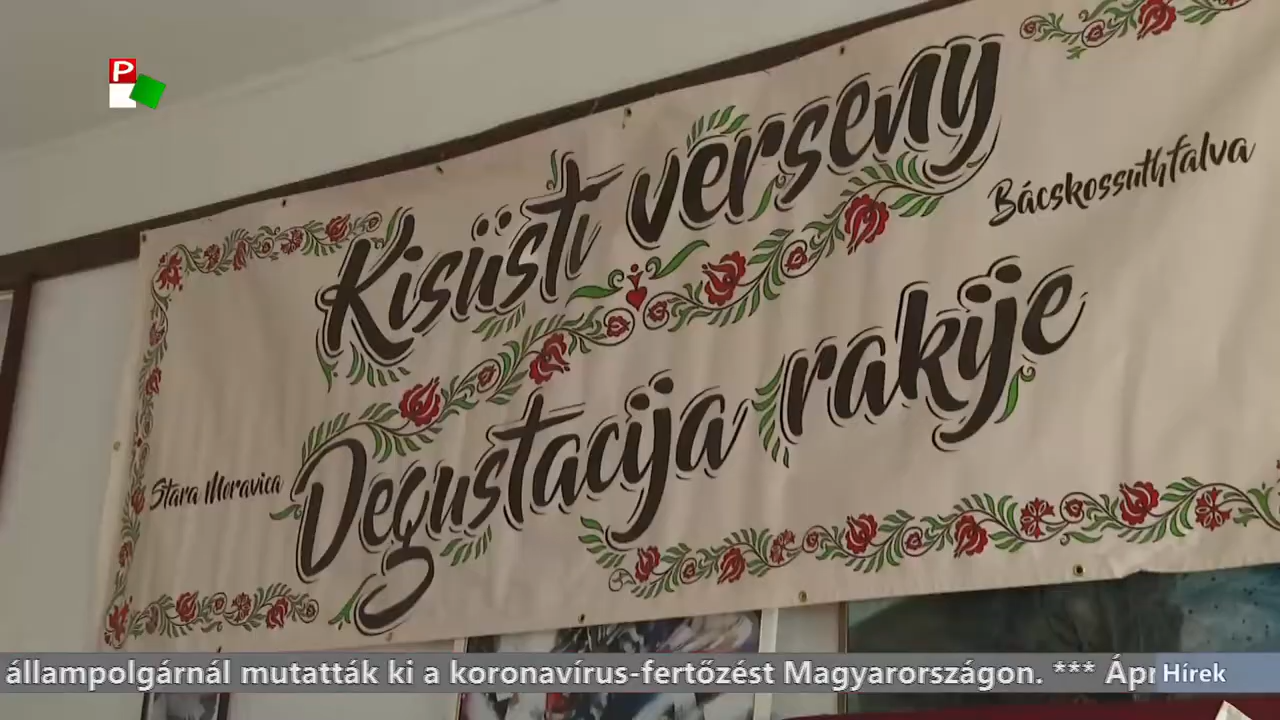 P
Kisüsti verseny
Bácskossuthfalva
Stara Moravica
Degustacija rakije
állampolgárnál mutatták ki a koronavírus-fertőzést Magyarországon. *** Ápr
Hírek